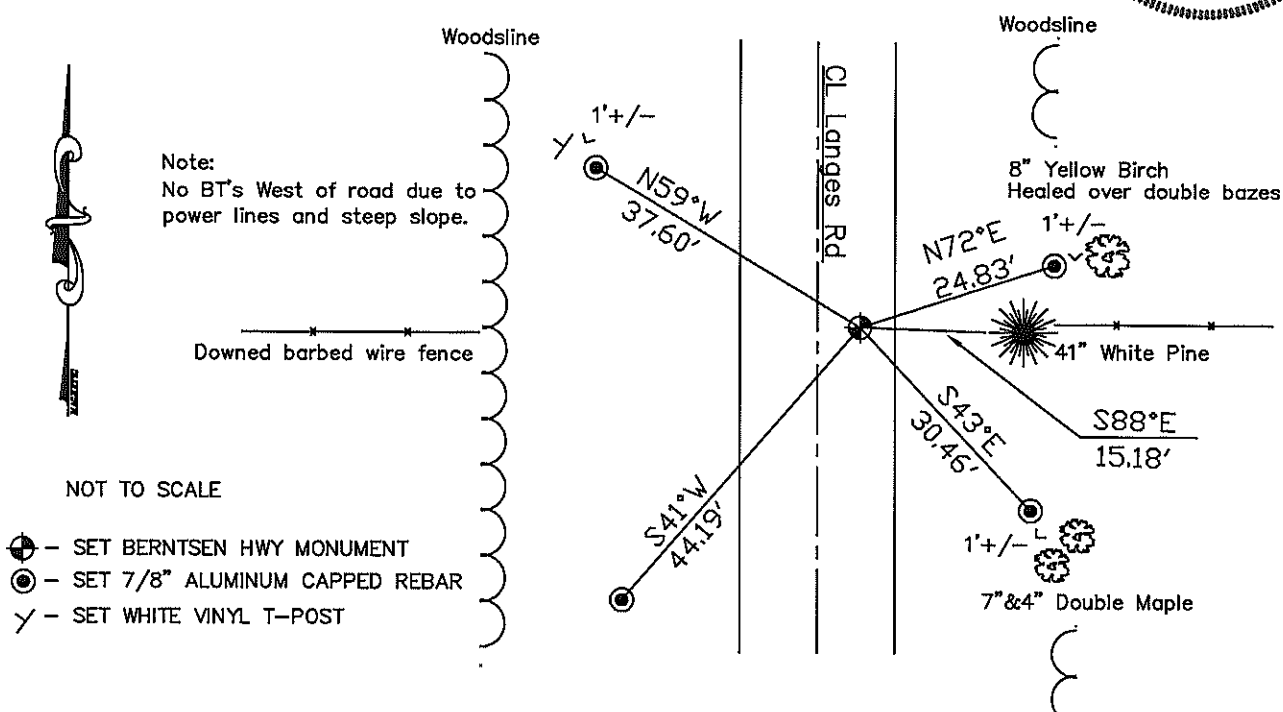 Woodsline
Woodsline
CL Langes Rd
1'+/-
Y
N59°W
37.60'
Note:
No BT's West of road due to
power lines and steep slope.
8" Yellow Birch
Healed over double bazes
1'+/-
N72°E
24.83'
Downed barbed wire fence
41" White Pine
S88°E
15.18'
S43°E
30.46'
S41°W
44.19'
1'+/-
7"&4" Double Maple
NOT TO SCALE
- SET BERNTSEN HWY MONUMENT
- SET 7/8" ALUMINUM CAPPED REBAR
Y - SET WHITE VINYL T-POST